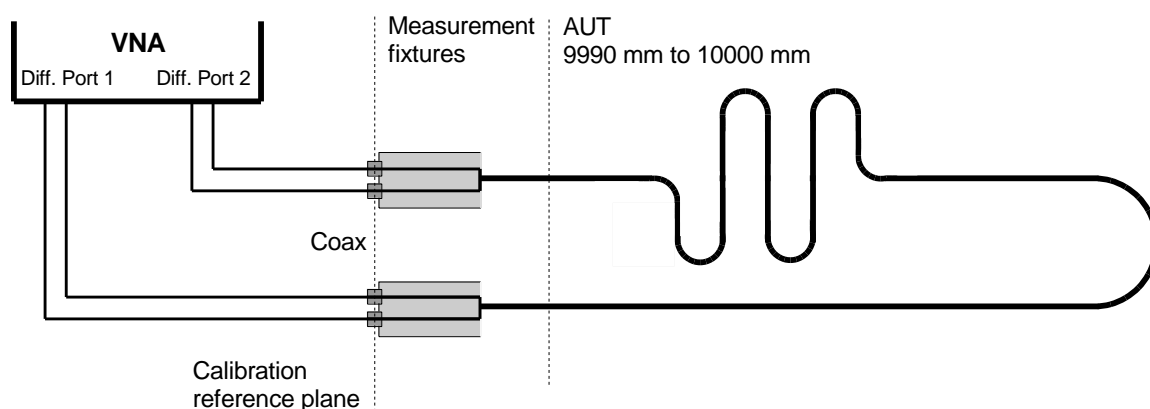 VNA
Diff. Port 1
Diff. Port 2
Measurement
fixtures
AUT
9990 mm to 10000 mm
Coax
Calibration
reference plane